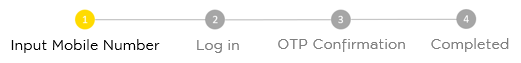 1 2 3 4
Input Mobile Number Log in OTP Confirmation Completed